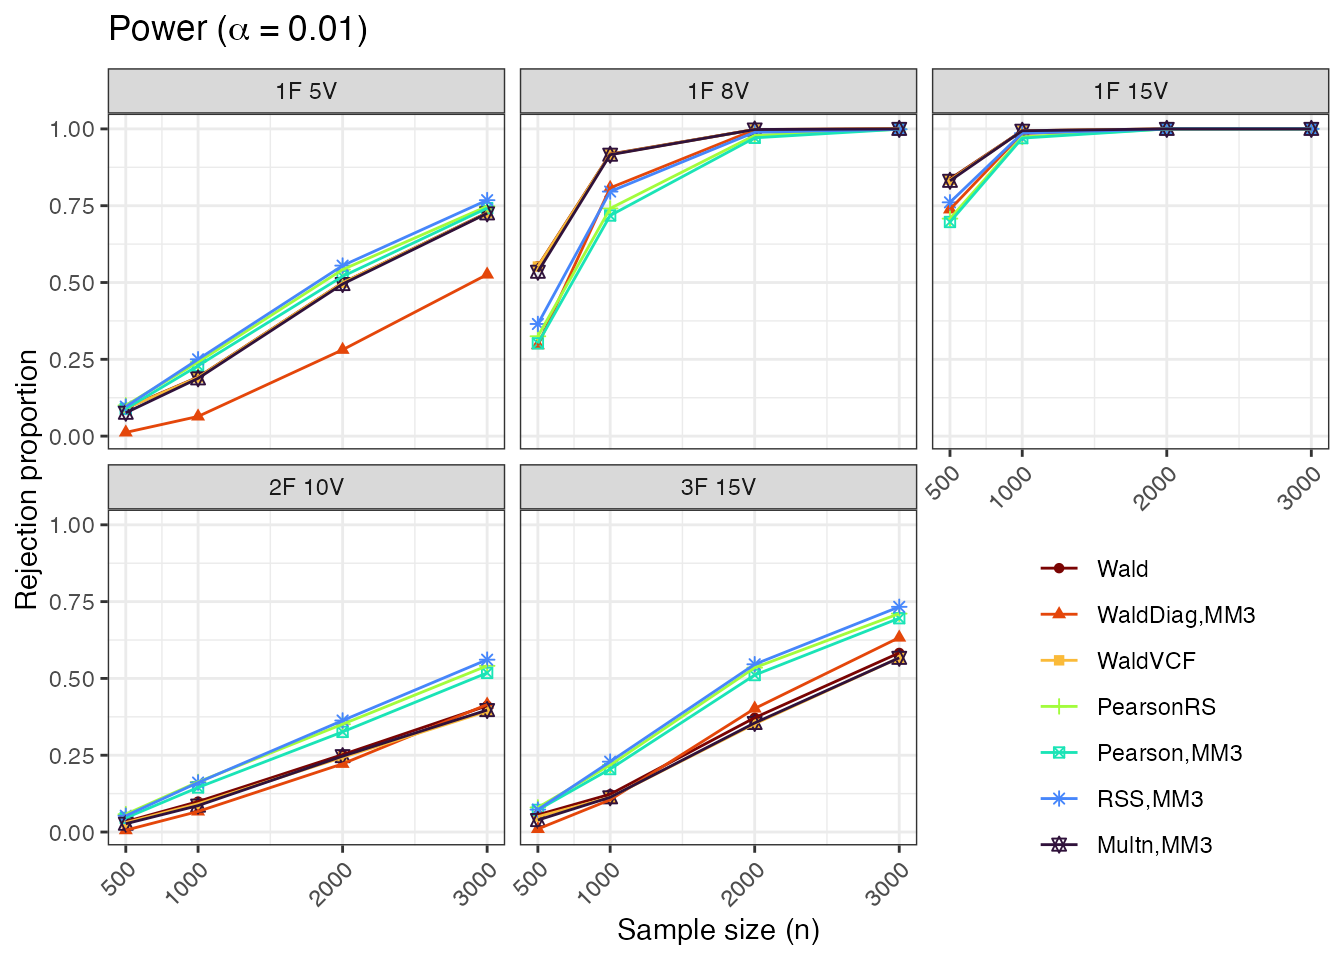 Power (α = 0.01)
1F 5V
1F 8V
1F 15V
1.00
0.75
0.50
0.25
0.00
500
1000
2000
3000
2F 10V
3F 15V
1.00
0.75
0.50
0.25
0.00
500
1000
2000
3000
500
1000
2000
3000
Rejection proportion
Sample size (n)
Wald
WaldDiag,MM3
WaldVCF
PearsonRS
Pearson,MM3
RSS,MM3
Multn,MM3